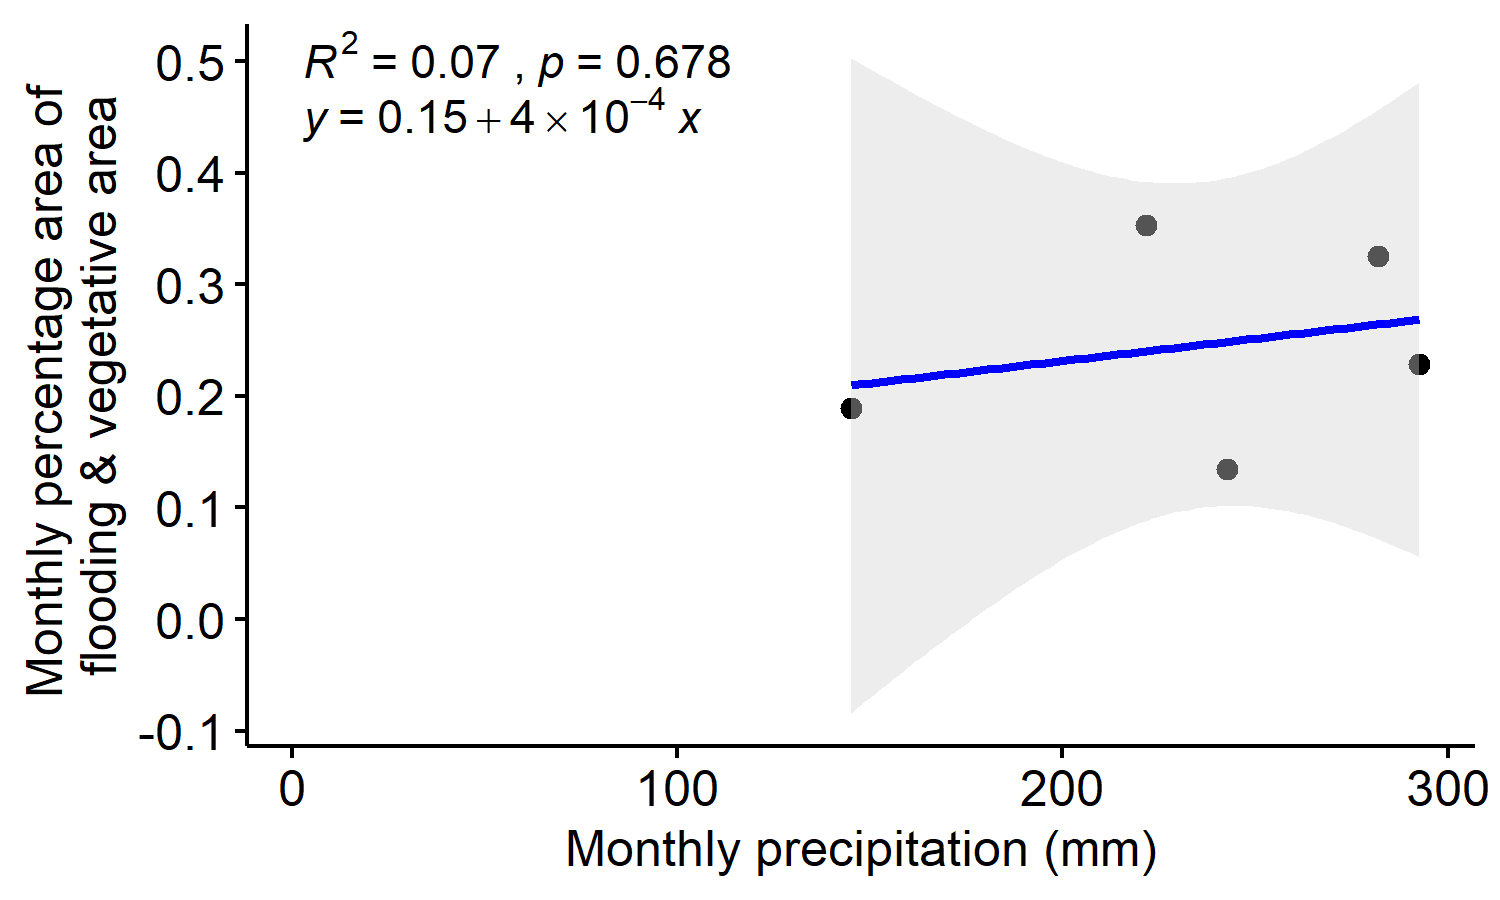 R² = 0.07 , p = 0.678
y = 0.15 + 4 × 10⁻⁴ x
Monthly percentage area of
flooding & vegetative area
0.5
0.4
0.3
0.2
0.1
0.0
-0.1
0 100 200 300
Monthly precipitation (mm)